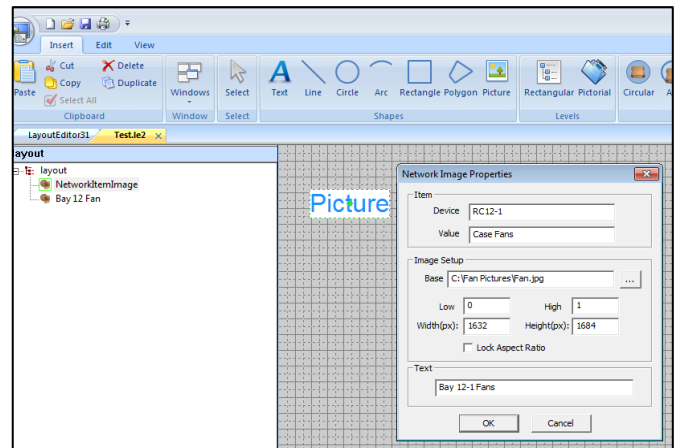 Insert Edit View
Cut
Delete
Paste
Copy
Duplicate
Select All
Windows
Select
Text Line Circle Arc Rectangle Polygon Picture
Rectangular Pictorial
Circular
Clipboard Window Select Shapes Levels
LayoutEditor31 Test.le2 x
ayout
layout
NetworkItemImage
Bay 12 Fan
Picture
Network Image Properties
Item
Device RC12-1
Value Case Fans
Image Setup
Base C:\Fan Pictures\Fan.jpg ...
Low 0 High 1
Width(px): 1632 Height(px): 1684
Lock Aspect Ratio
Text
Bay 12-1 Fans
OK Cancel